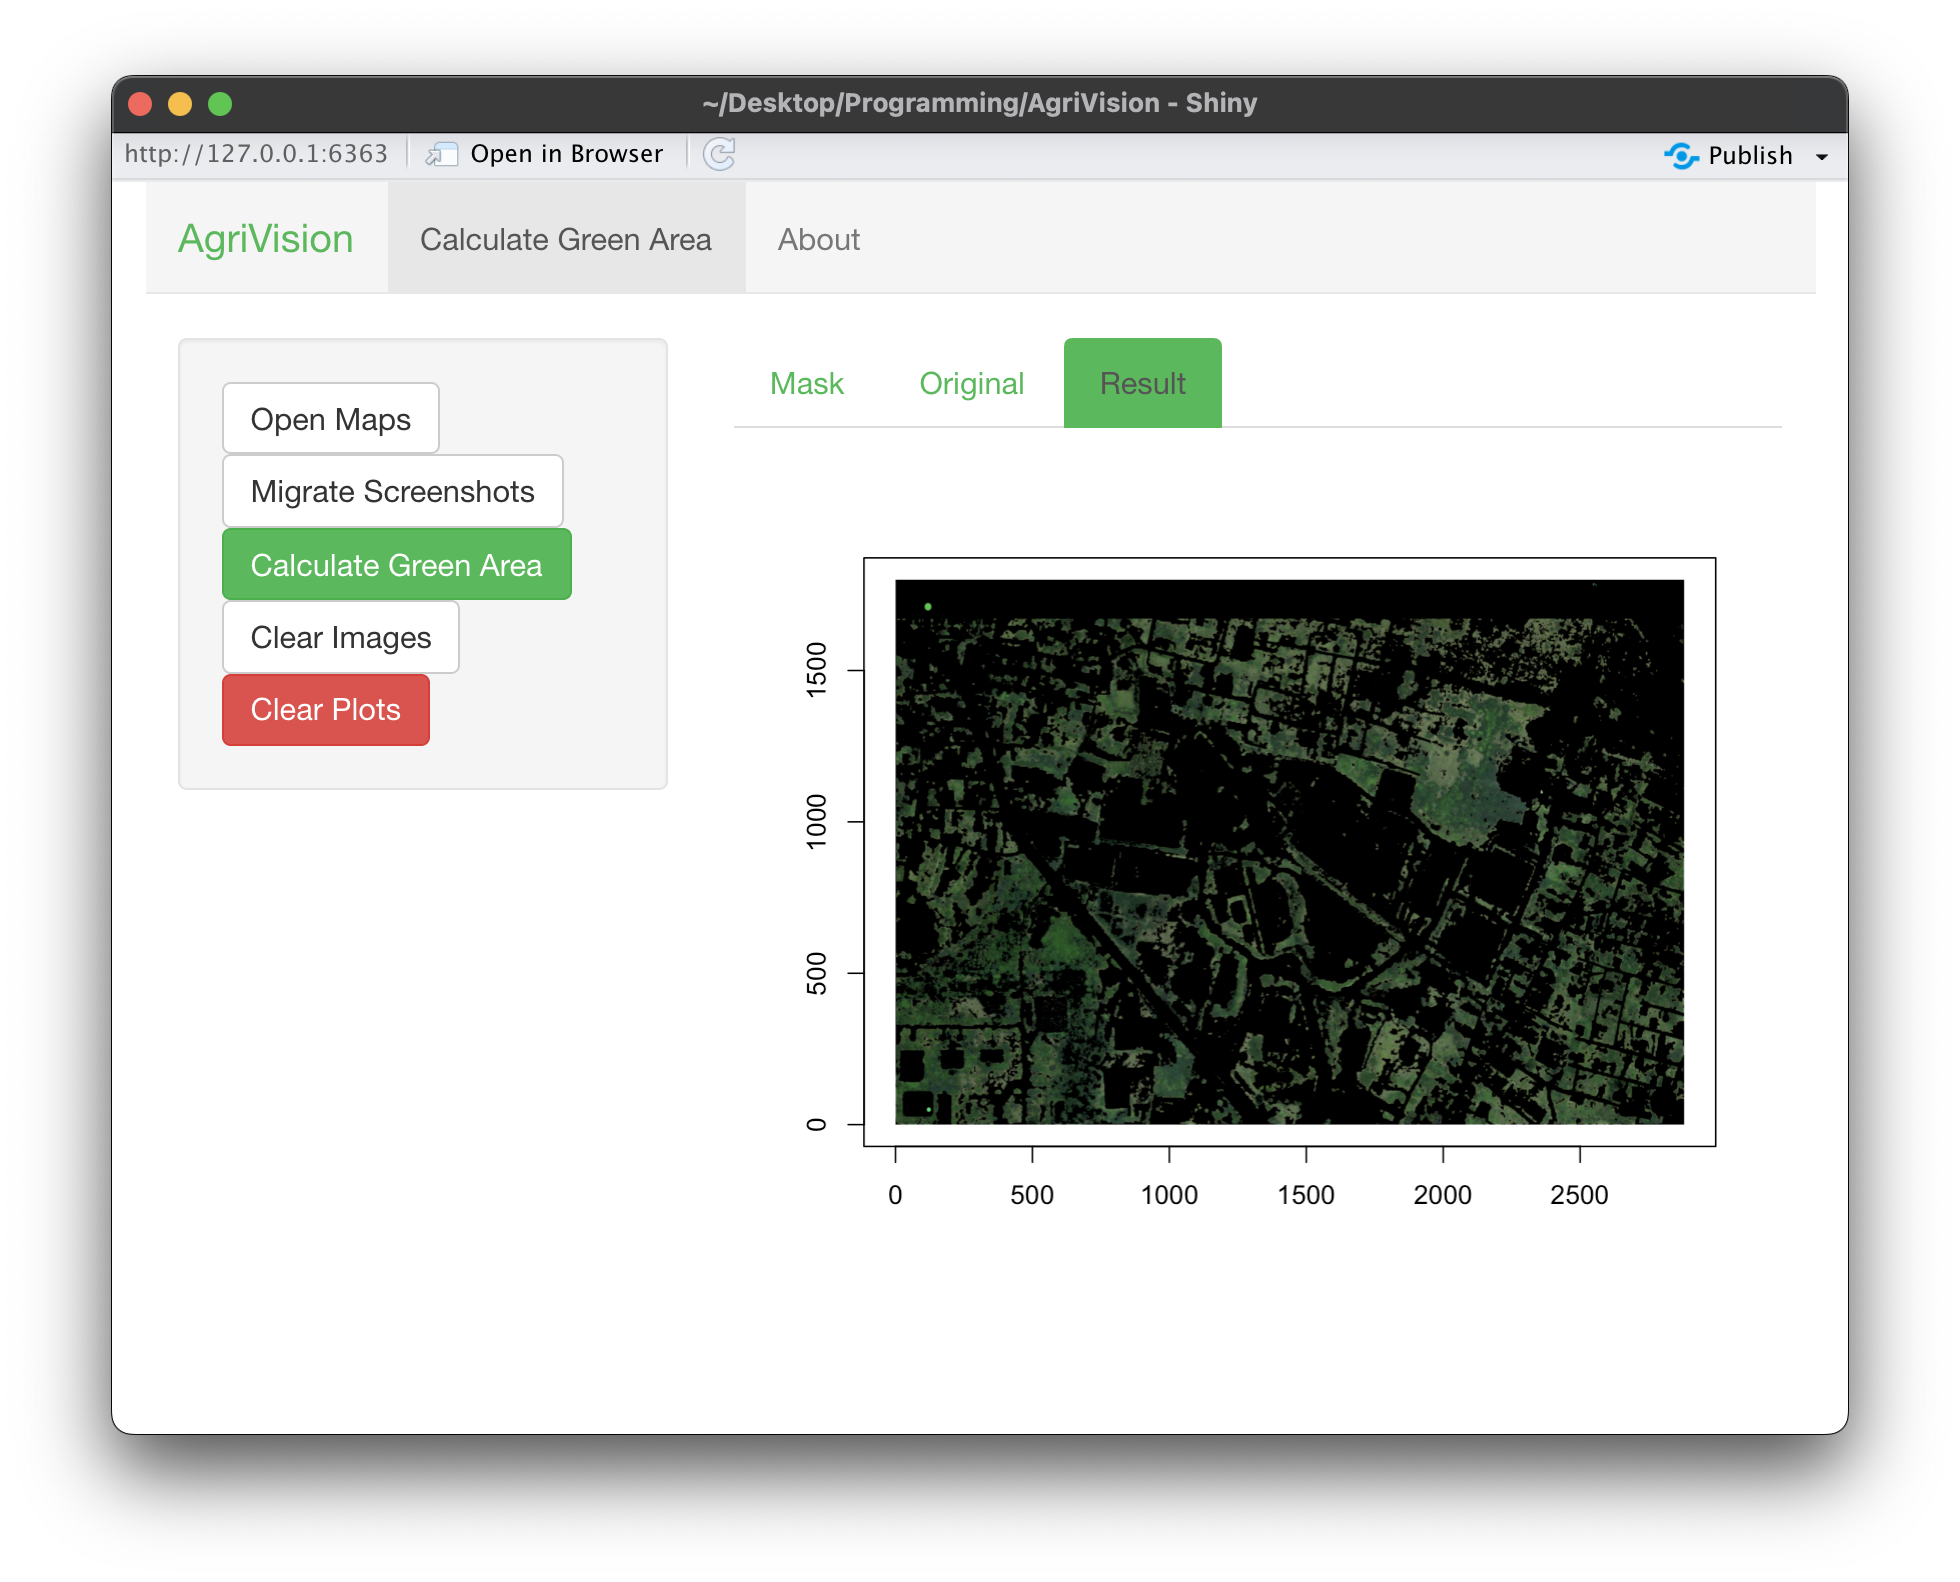 ~/Desktop/Programming/AgriVision - Shiny
http://127.0.0.1:6363 Open in Browser Publish
AgriVision Calculate Green Area About
Open Maps
Migrate Screenshots
Calculate Green Area
Clear Images
Clear Plots
Mask Original Result
1500
1000
500
0
0 500 1000 1500 2000 2500